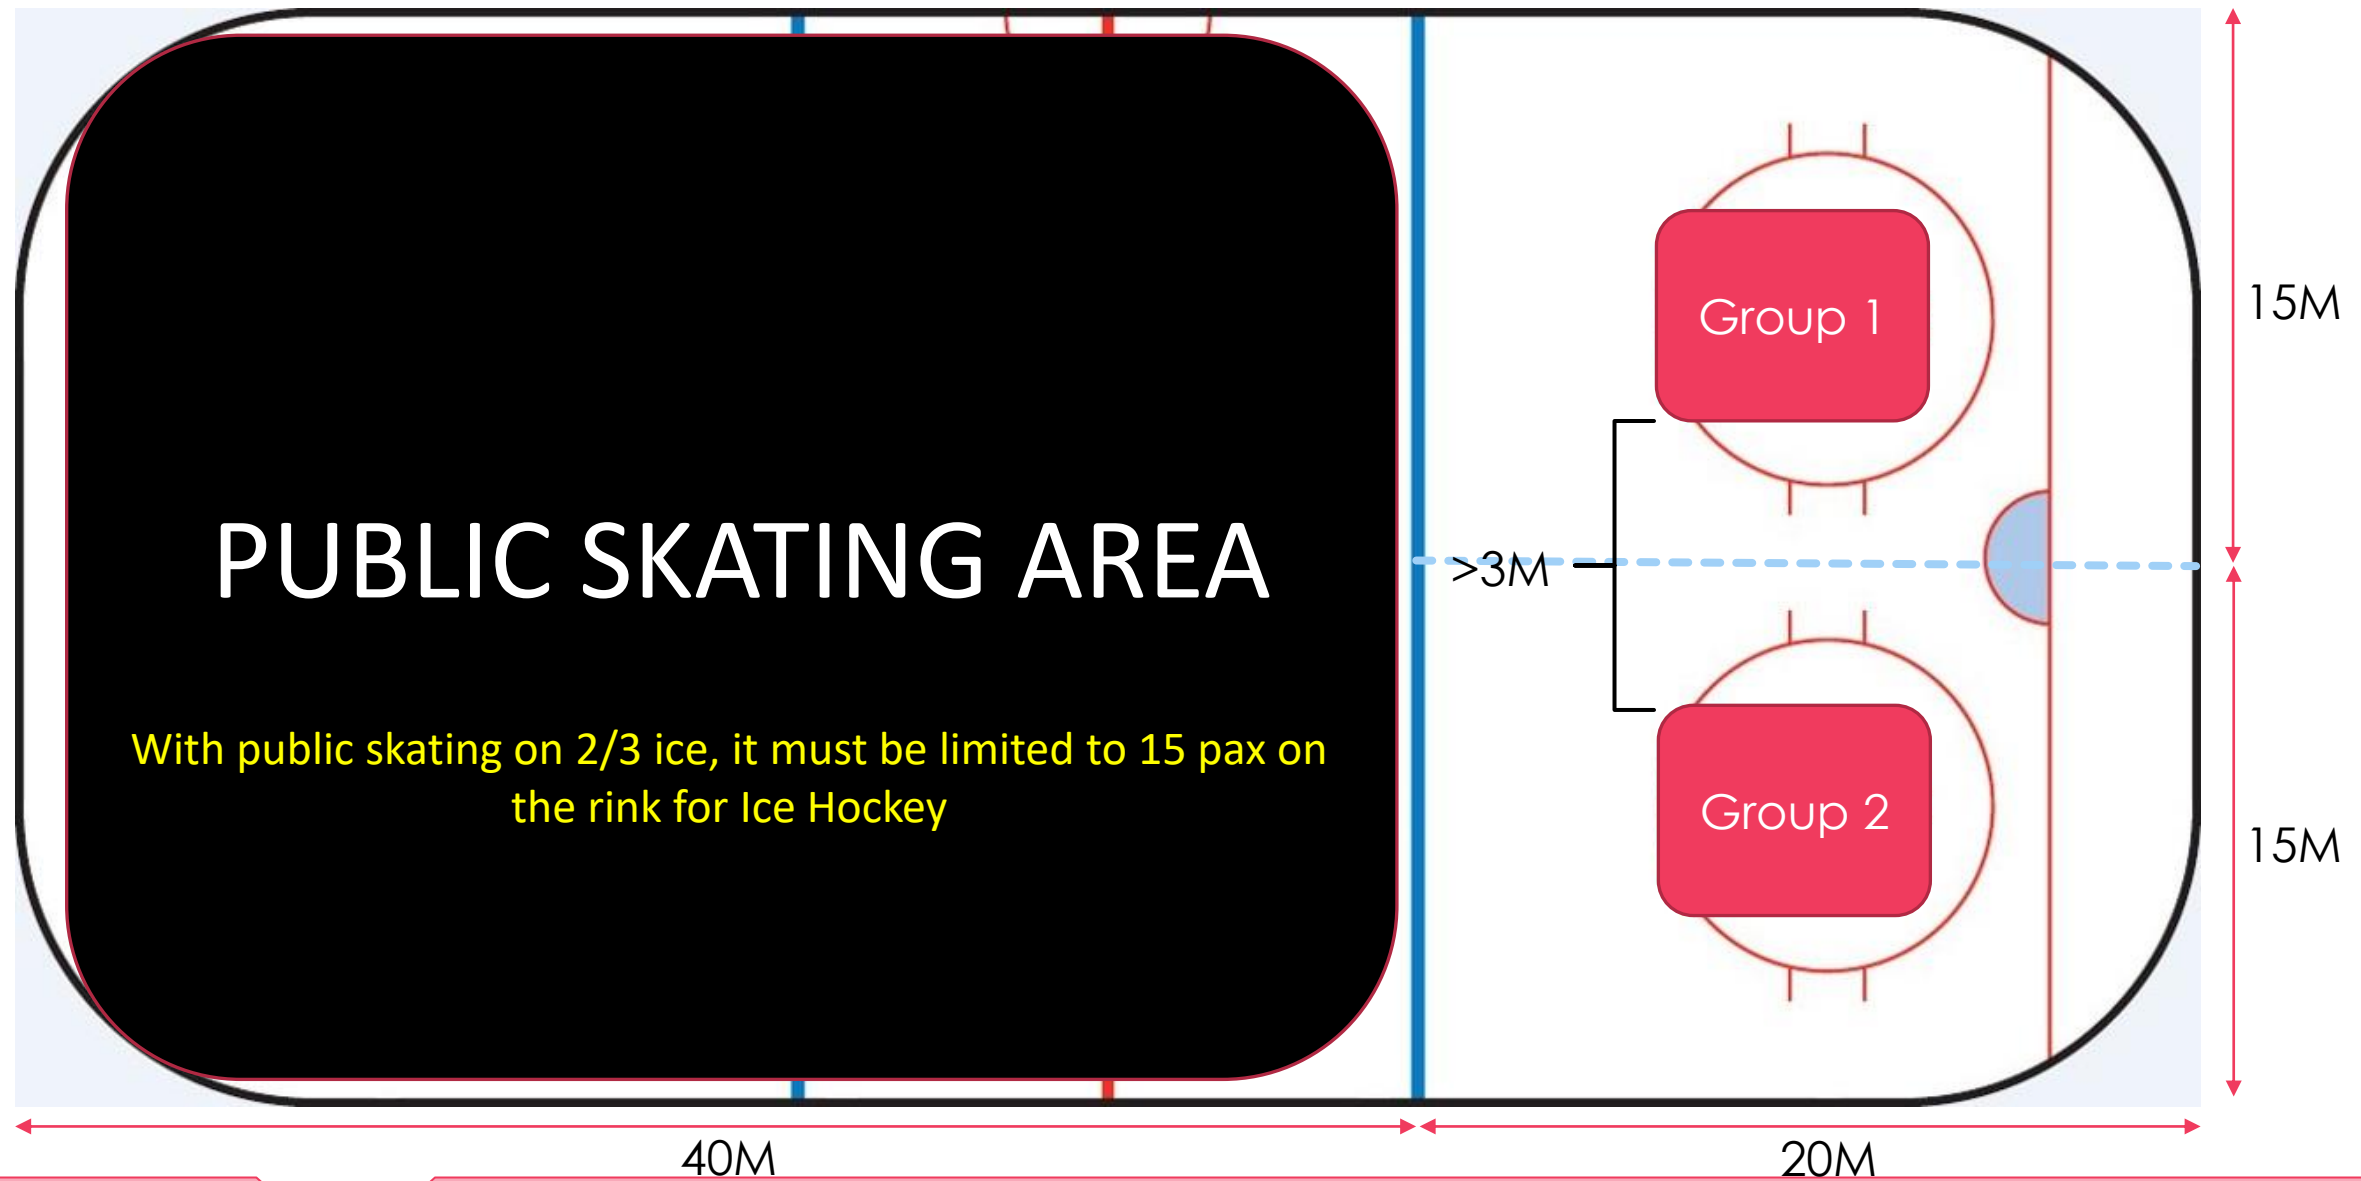 15M
Group 1
PUBLIC SKATING AREA
>3M
With public skating on 2/3 ice, it must be limited to 15 pax on
the rink for Ice Hockey
Group 2
15M
40M
20M